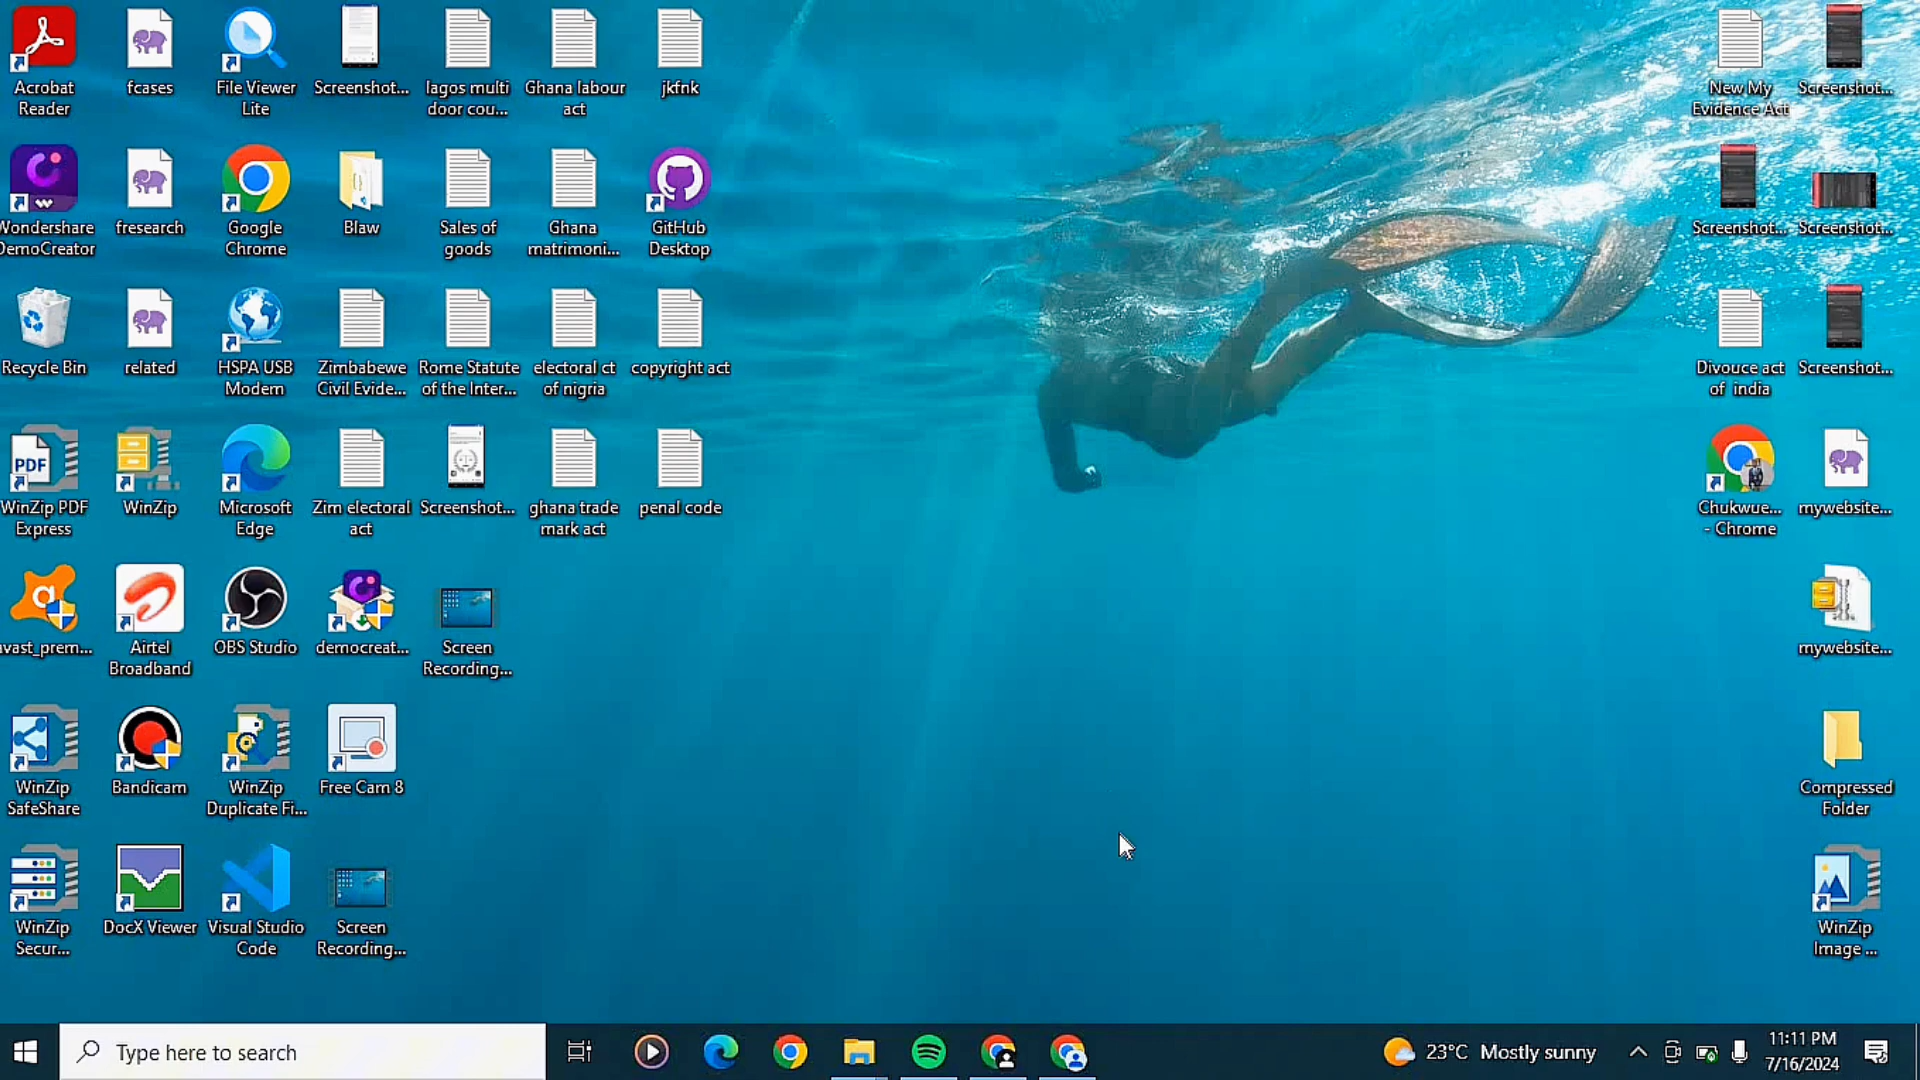 Acrobat
Reader
fcases
File Viewer
Lite
Screenshot...
lagos multi
door cou...
Ghana labour
act
jkfnk
New My
Evidence Act
Screenshot...
Wondershare
DemoCreator
fresearch
Google
Chrome
Blaw
Sales of
goods
Ghana
matrimoni...
GitHub
Desktop
Screenshot...
Screenshot...
Recycle Bin
related
HSPA USB
Modem
Zimbabewe
Civil Evide...
Rome Statute
of the Inter...
electoral ct
of nigria
copyright act
Divouce act
of india
Screenshot...
PDF
WinZip PDF
Express
WinZip
Microsoft
Edge
Zim electoral
act
Screenshot...
ghana trade
mark act
penal code
Chukwue...
- Chrome
mywebsite...
avast_prem...
Airtel
Broadband
OBS Studio
democreat...
Screen
Recording...
mywebsite...
WinZip
SafeShare
Bandicam
WinZip
Duplicate Fi...
Free Cam 8
Compressed
Folder
WinZip
Secur...
DocX Viewer
Visual Studio
Code
Screen
Recording...
WinZip
Image ...
Type here to search
23°C Mostly sunny
11:11 PM
7/16/2024